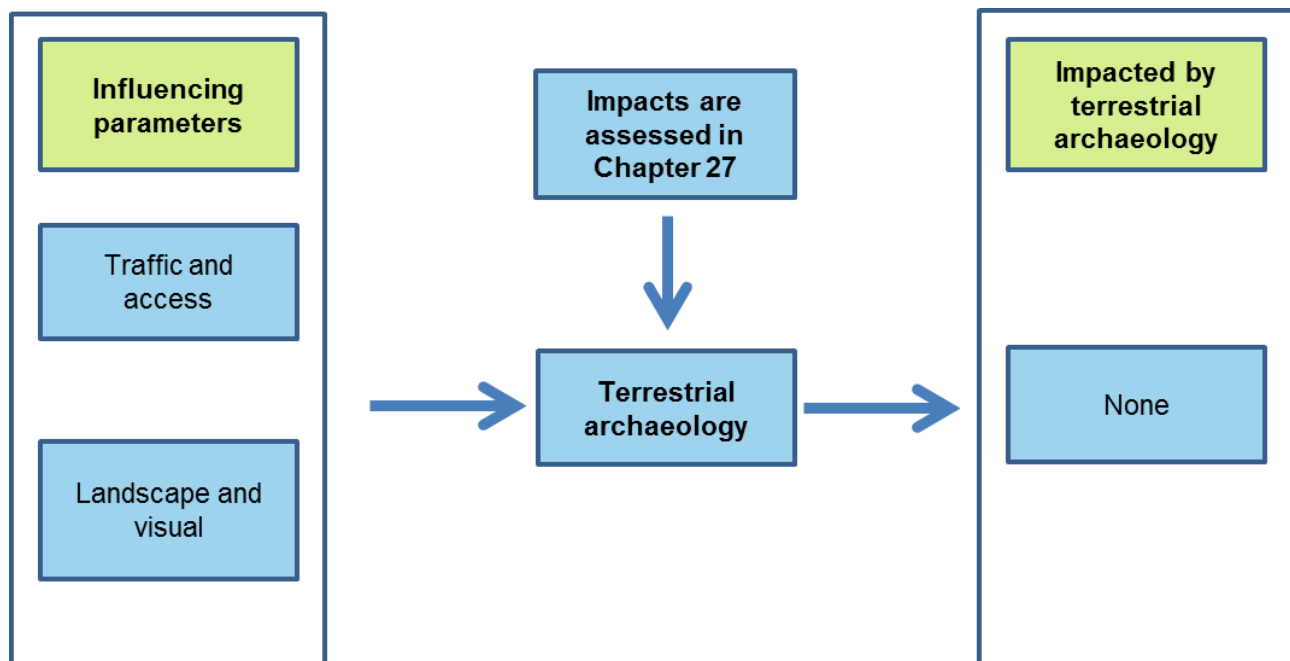 Influencing
parameters
Traffic and
access
Landscape and
visual
Impacts are
assessed in
Chapter 27
Terrestrial
archaeology
Impacted by
terrestrial
archaeology
None